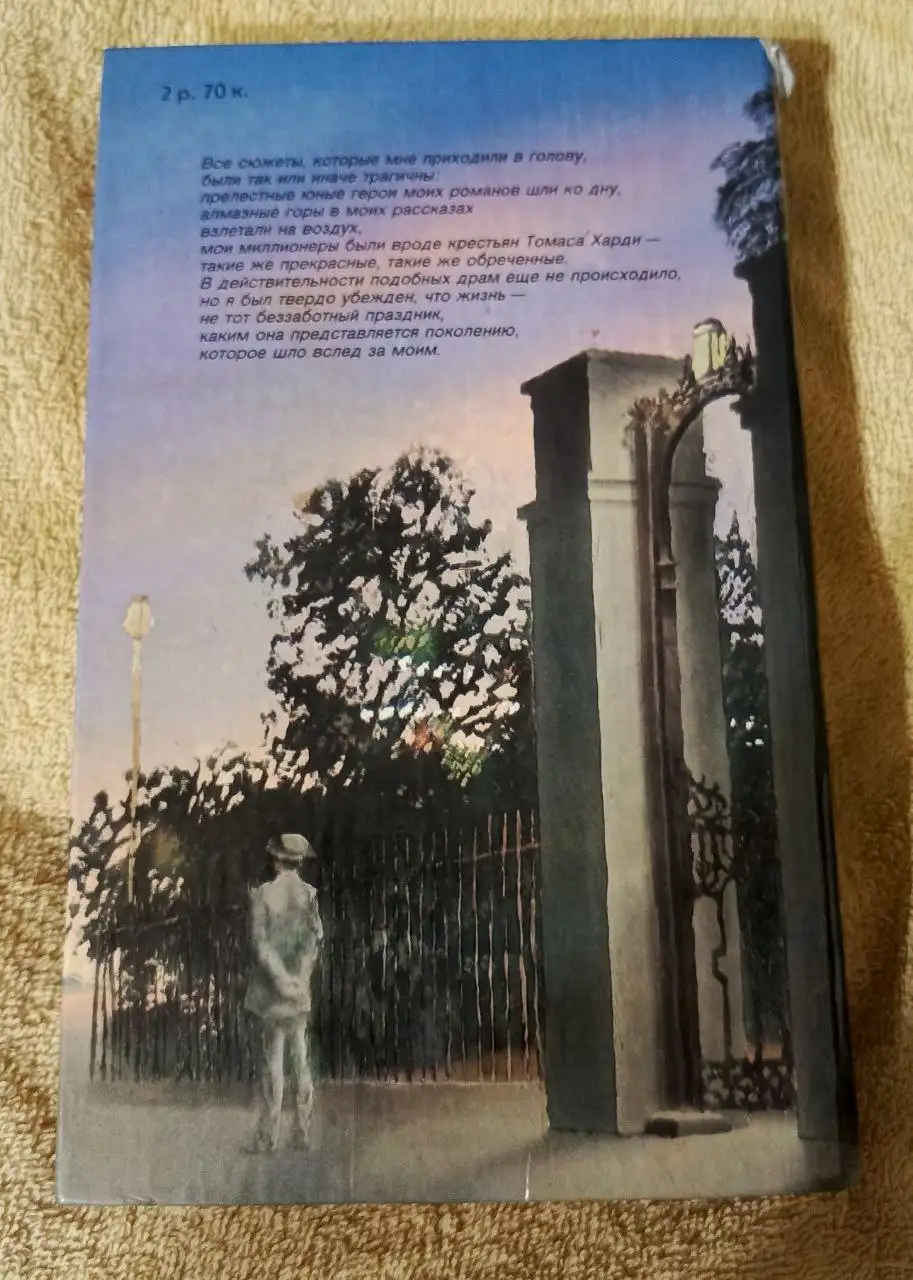 2 р. 70 к.
Все сюжеты, которые мне приходили в голову,
были так или иначе трагичны:
прелестные юные герои моих романов шли ко дну,
алмазные горы в моих рассказах
взлетали на воздух,
мои миллионеры были вроде крестьян Томаса Харди —
такие же прекрасные, такие же обреченные.
В действительности подобных драм еще не происходило,
но я был твердо убежден, что жизнь —
не тот беззаботный праздник,
каким она представляется поколению,
которое шло вслед за моим.